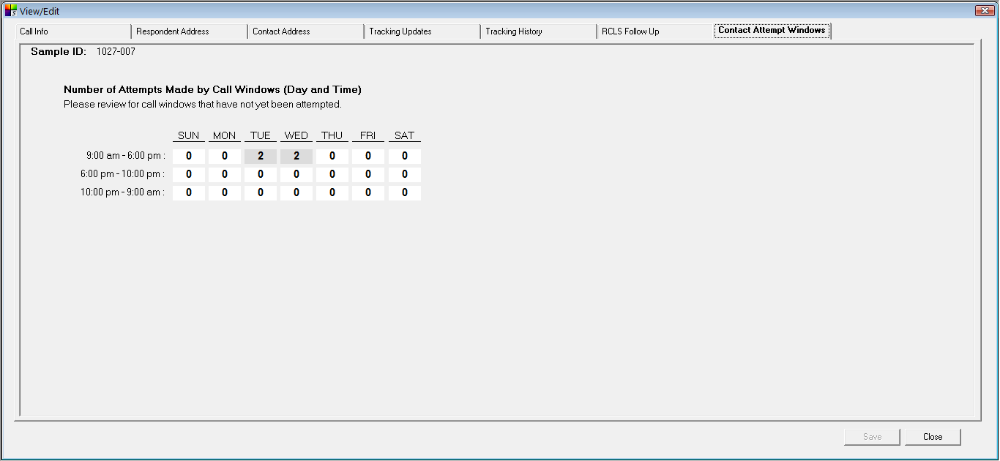 View/Edit
Call Info Respondent Address Contact Address Tracking Updates Tracking History RCLS Follow Up Contact Attempt Windows
Sample ID: 1027-007
Number of Attempts Made by Call Windows (Day and Time)
Please review for call windows that have not yet been attempted.
SUN MON TUE WED THU FRI SAT
9:00 am - 6:00 pm : 0 0 2 2 0 0 0
6:00 pm - 10:00 pm : 0 0 0 0 0 0 0
10:00 pm - 9:00 am : 0 0 0 0 0 0 0
Save Close